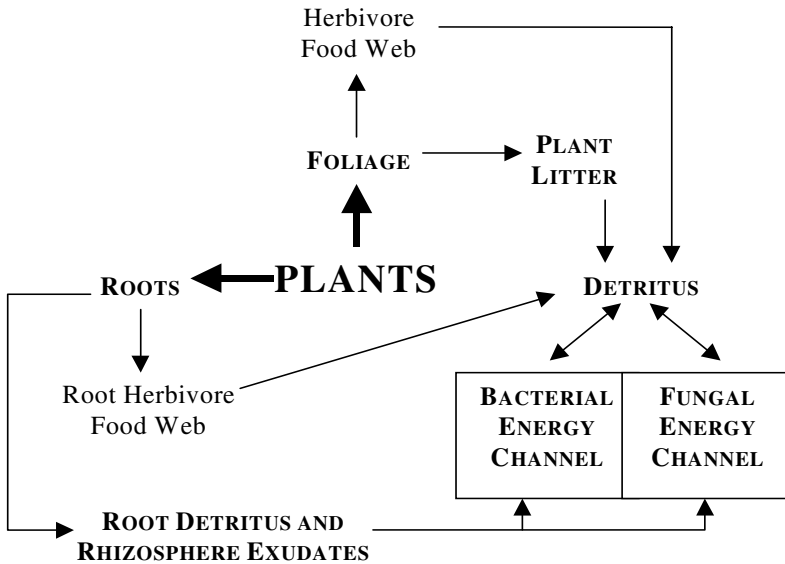 Herbivore
Food Web
FOLIAGE
PLANT
LITTER
PLANTS
ROOTS
DETRITUS
Root Herbivore
Food Web
BACTERIAL
ENERGY
CHANNEL
FUNGAL
ENERGY
CHANNEL
ROOT DETRITUS AND
RHIZOSPHERE EXUDATES